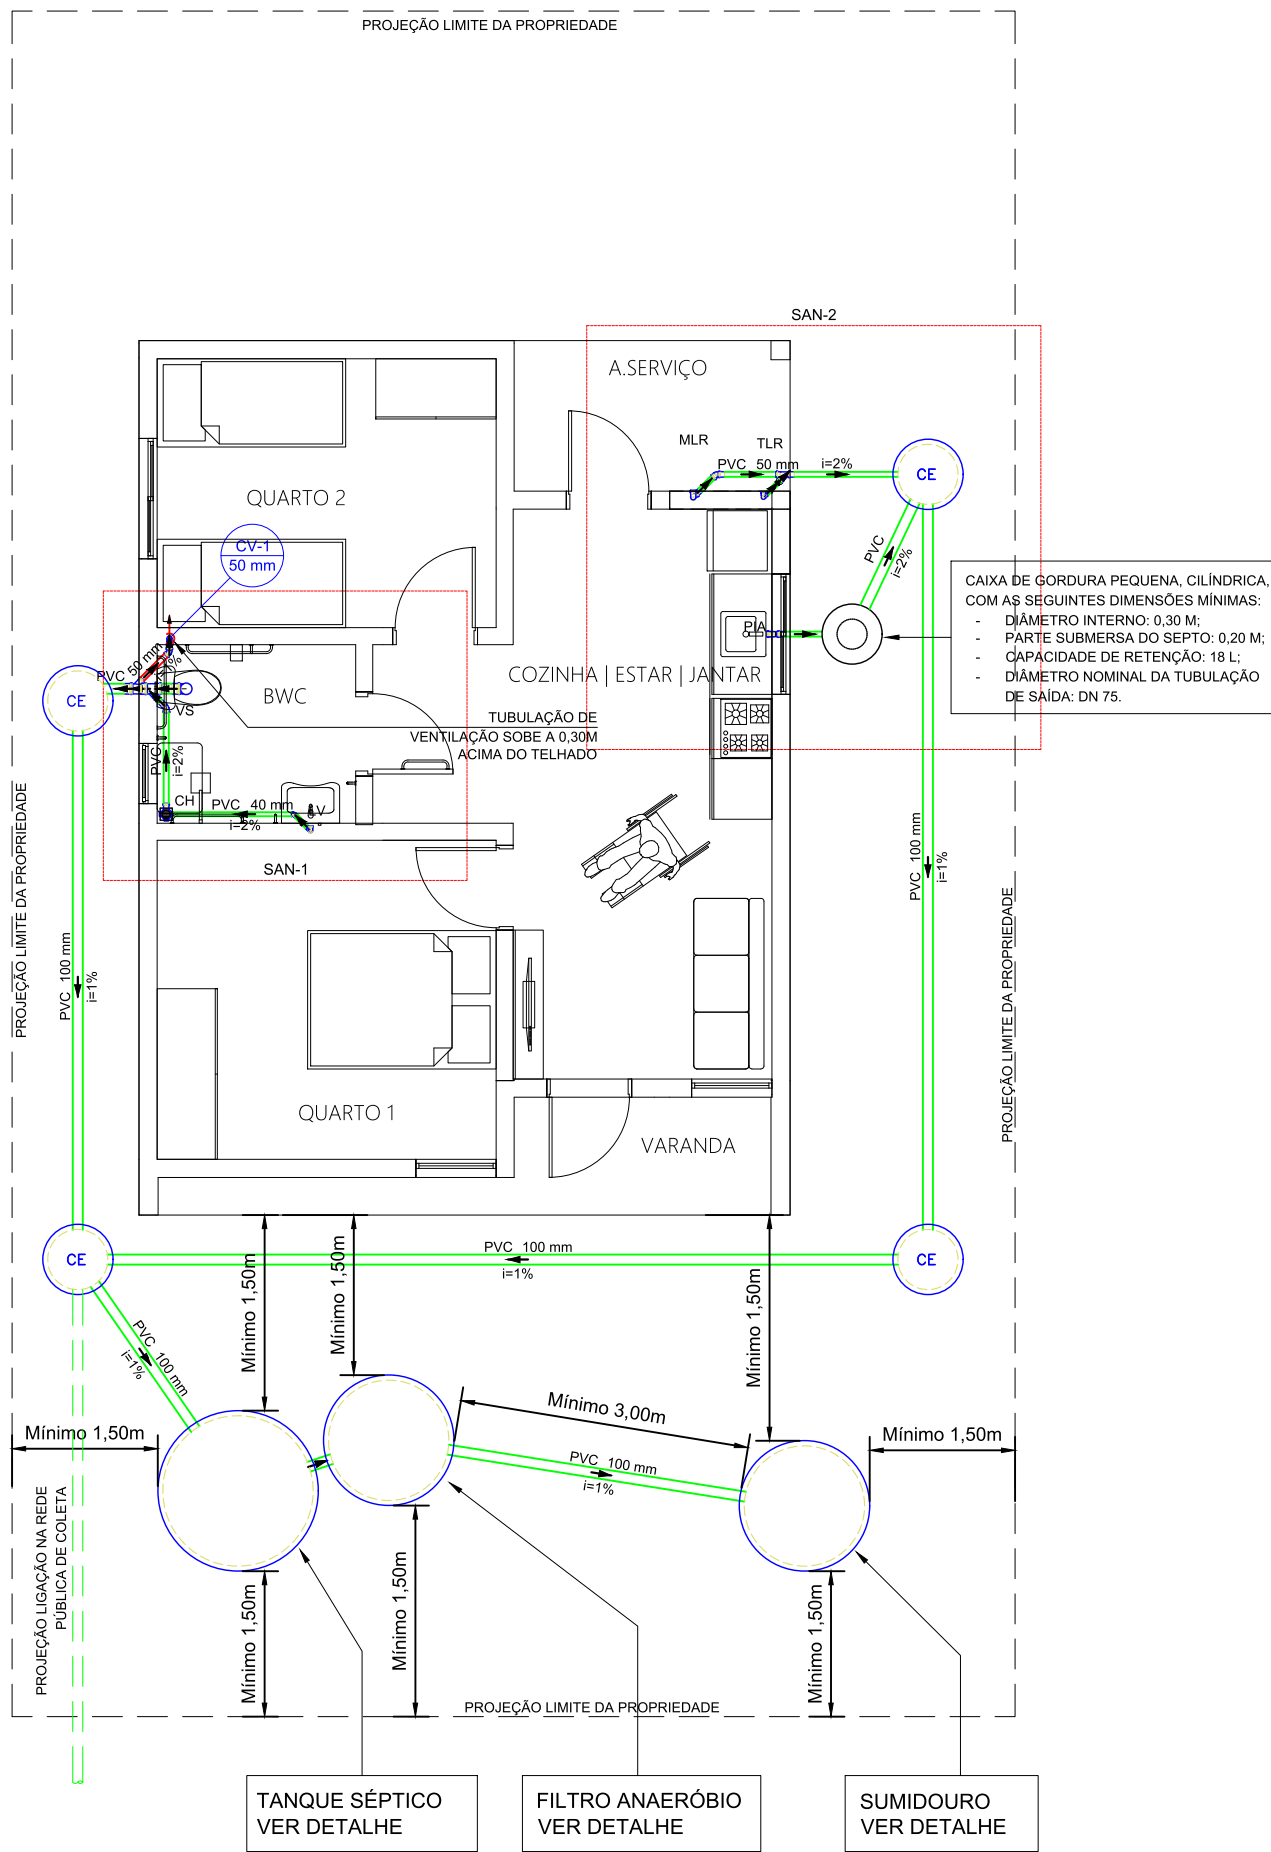 PROJEÇÃO LIMITE DA PROPRIEDADE
SAN-2
A.SERVIÇO
MLR
TLR
PVC 50 mm
i=2%
CE
QUARTO 2
CV-1
50 mm
PVC
i=2%
CAIXA DE GORDURA PEQUENA, CILÍNDRICA,
COM AS SEGUINTES DIMENSÕES MÍNIMAS:
- DIÂMETRO INTERNO: 0,30 M;
- PARTE SUBMERSA DO SEPTO: 0,20 M;
- CAPACIDADE DE RETENÇÃO: 18 L;
- DIÂMETRO NOMINAL DA TUBULAÇÃO
DE SAÍDA: DN 75.
PIA
COZINHA | ESTAR | JANTAR
50 mm
PVC
CE
BWC
VS
TUBULAÇÃO DE
VENTILAÇÃO SOBE A 0,30M
ACIMA DO TELHADO
PVC
i=2%
CH
PVC 40 mm
i=2%
LV
SAN-1
PROJEÇÃO LIMITE DA PROPRIEDADE
PVC 100 mm
i=1%
PVC 100 mm
i=1%
PROJEÇÃO LIMITE DA PROPRIEDADE
QUARTO 1
VARANDA
CE
PVC 100 mm
i=1%
CE
Mínimo 1,50m
Mínimo 1,50m
Mínimo 1,50m
PVC 100 mm
i=1%
Mínimo 1,50m
Mínimo 3,00m
PVC 100 mm
i=1%
Mínimo 1,50m
PROJEÇÃO LIGAÇÃO NA REDE
PÚBLICA DE COLETA
Mínimo 1,50m
Mínimo 1,50m
Mínimo 1,50m
PROJEÇÃO LIMITE DA PROPRIEDADE
TANQUE SÉPTICO
VER DETALHE
FILTRO ANAERÓBIO
VER DETALHE
SUMIDOURO
VER DETALHE